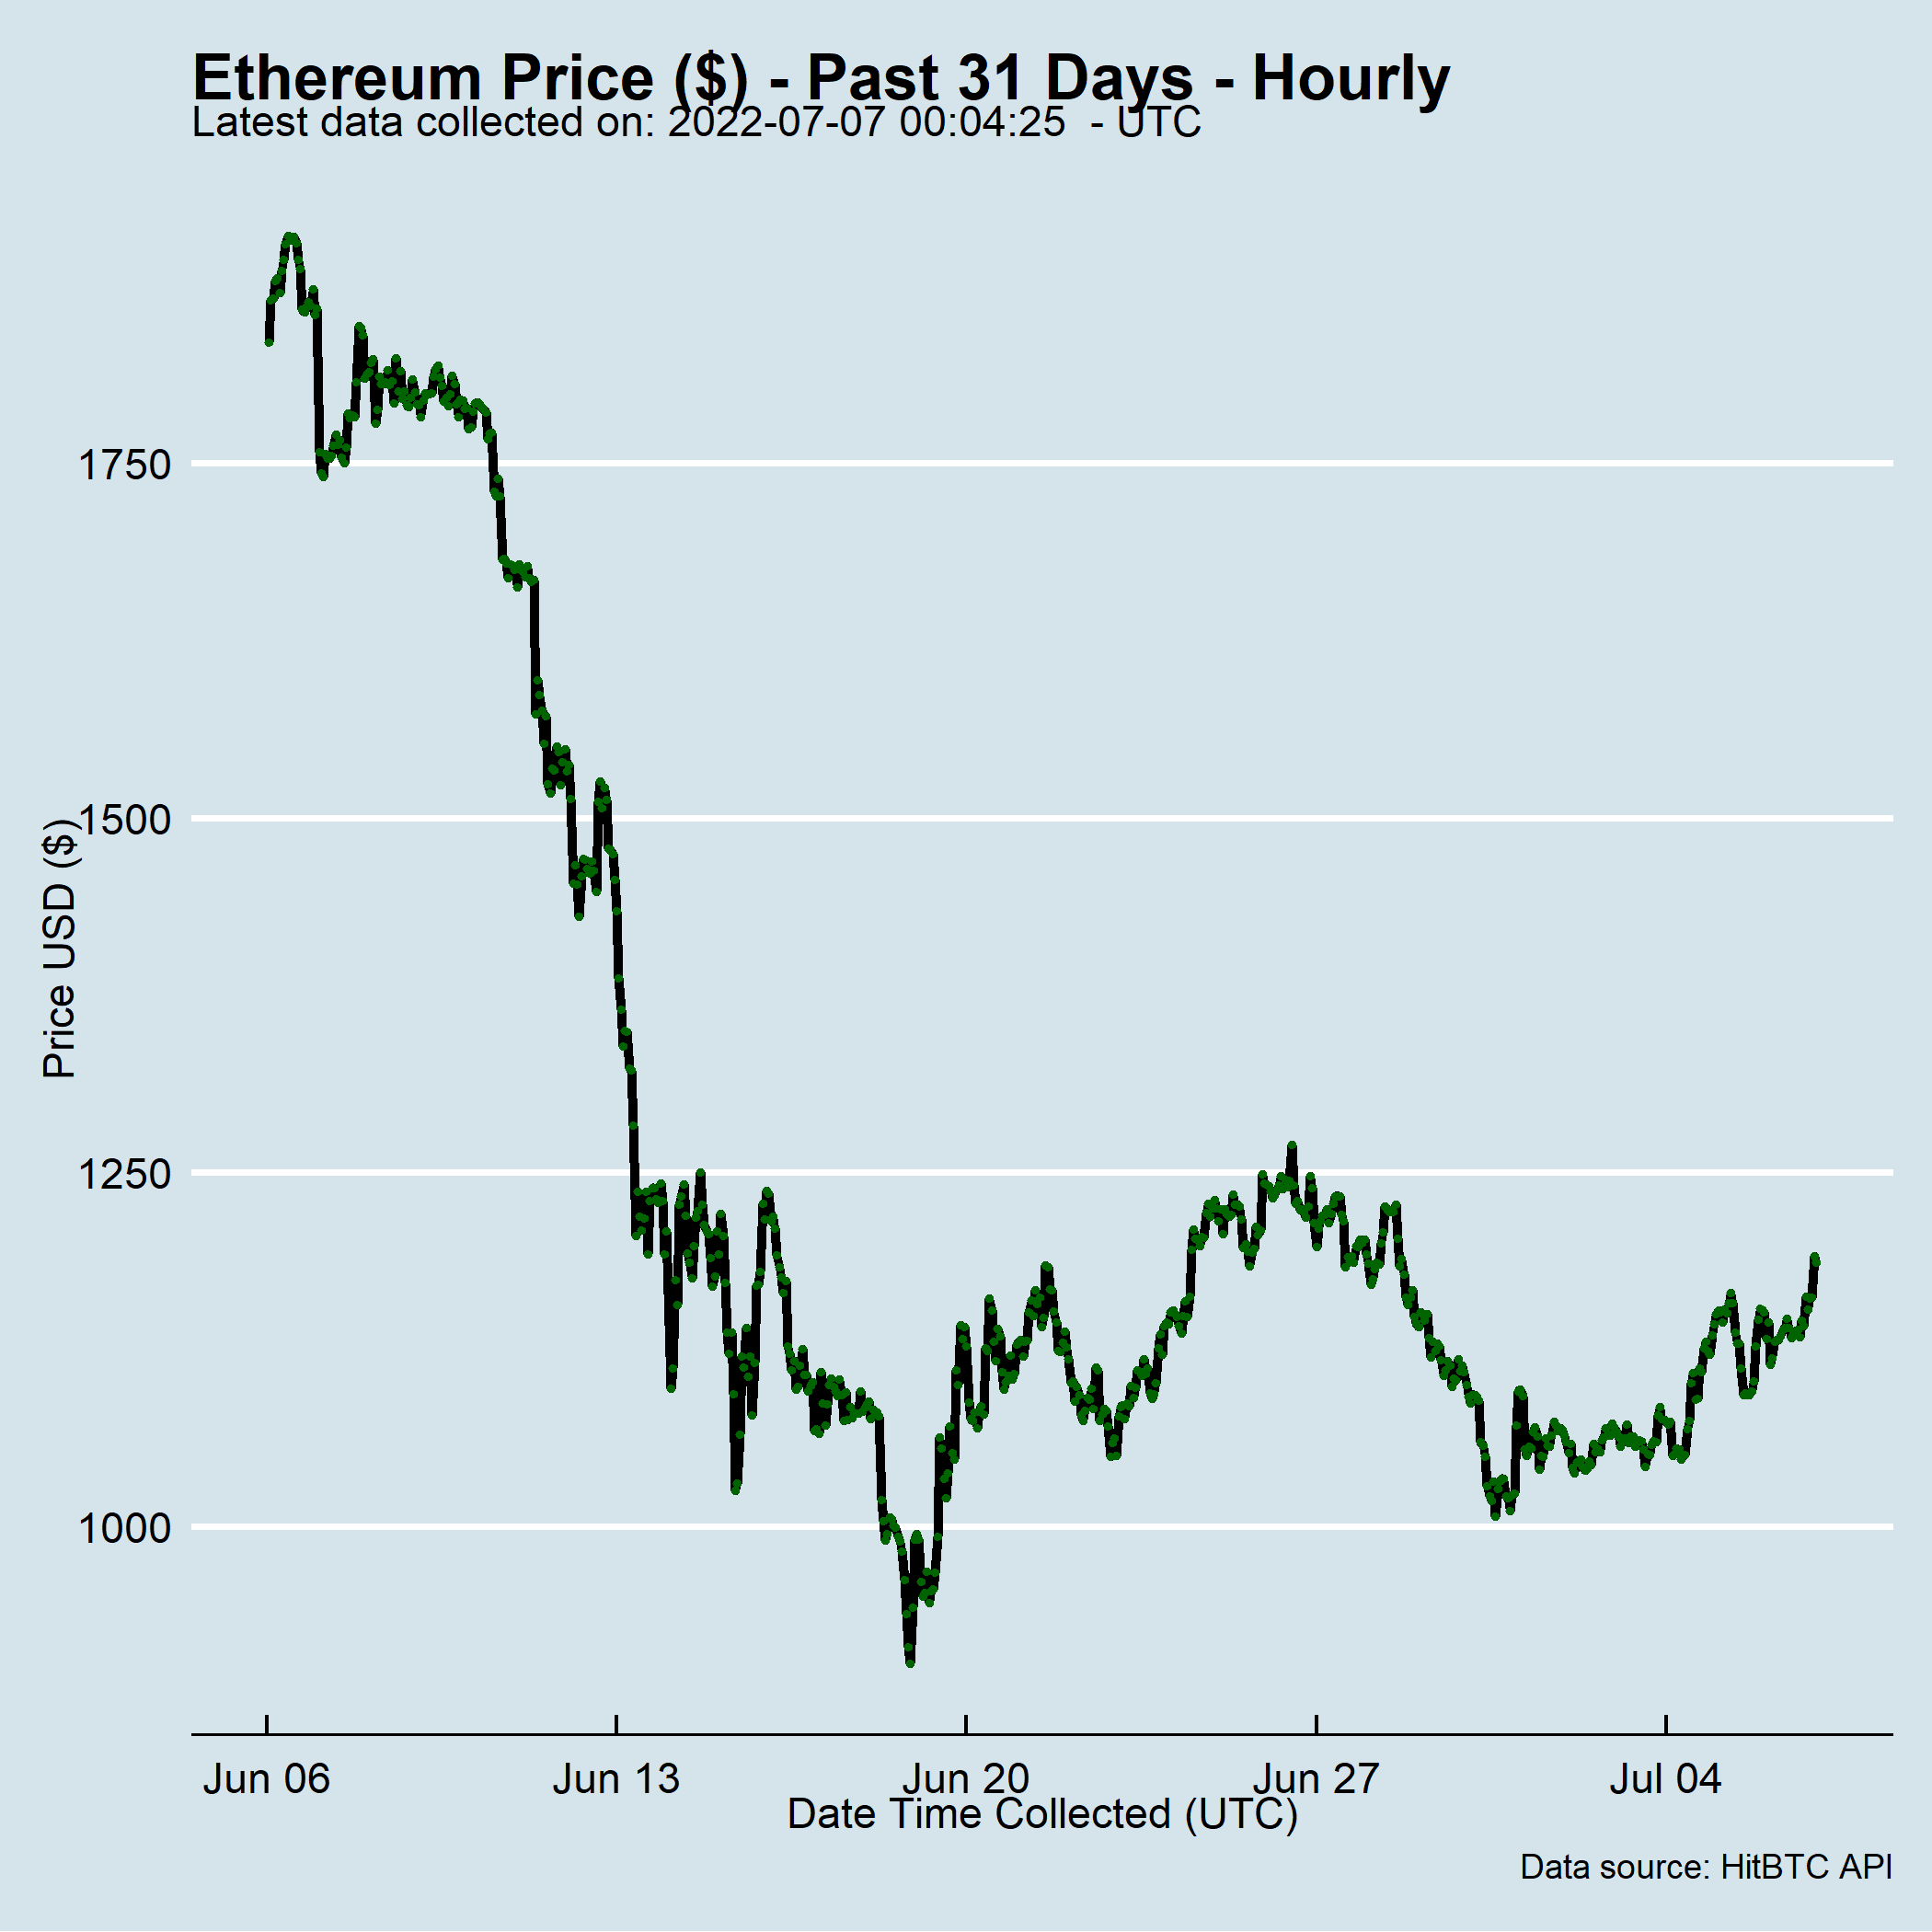 Ethereum Price ($) - Past 31 Days - Hourly
Latest data collected on: 2022-07-07 00:04:25  - UTC
1750
1500
1250
1000
Price USD ($)
Jun 06 Jun 13 Jun 20 Jun 27 Jul 04
Date Time Collected (UTC)
Data source: HitBTC API